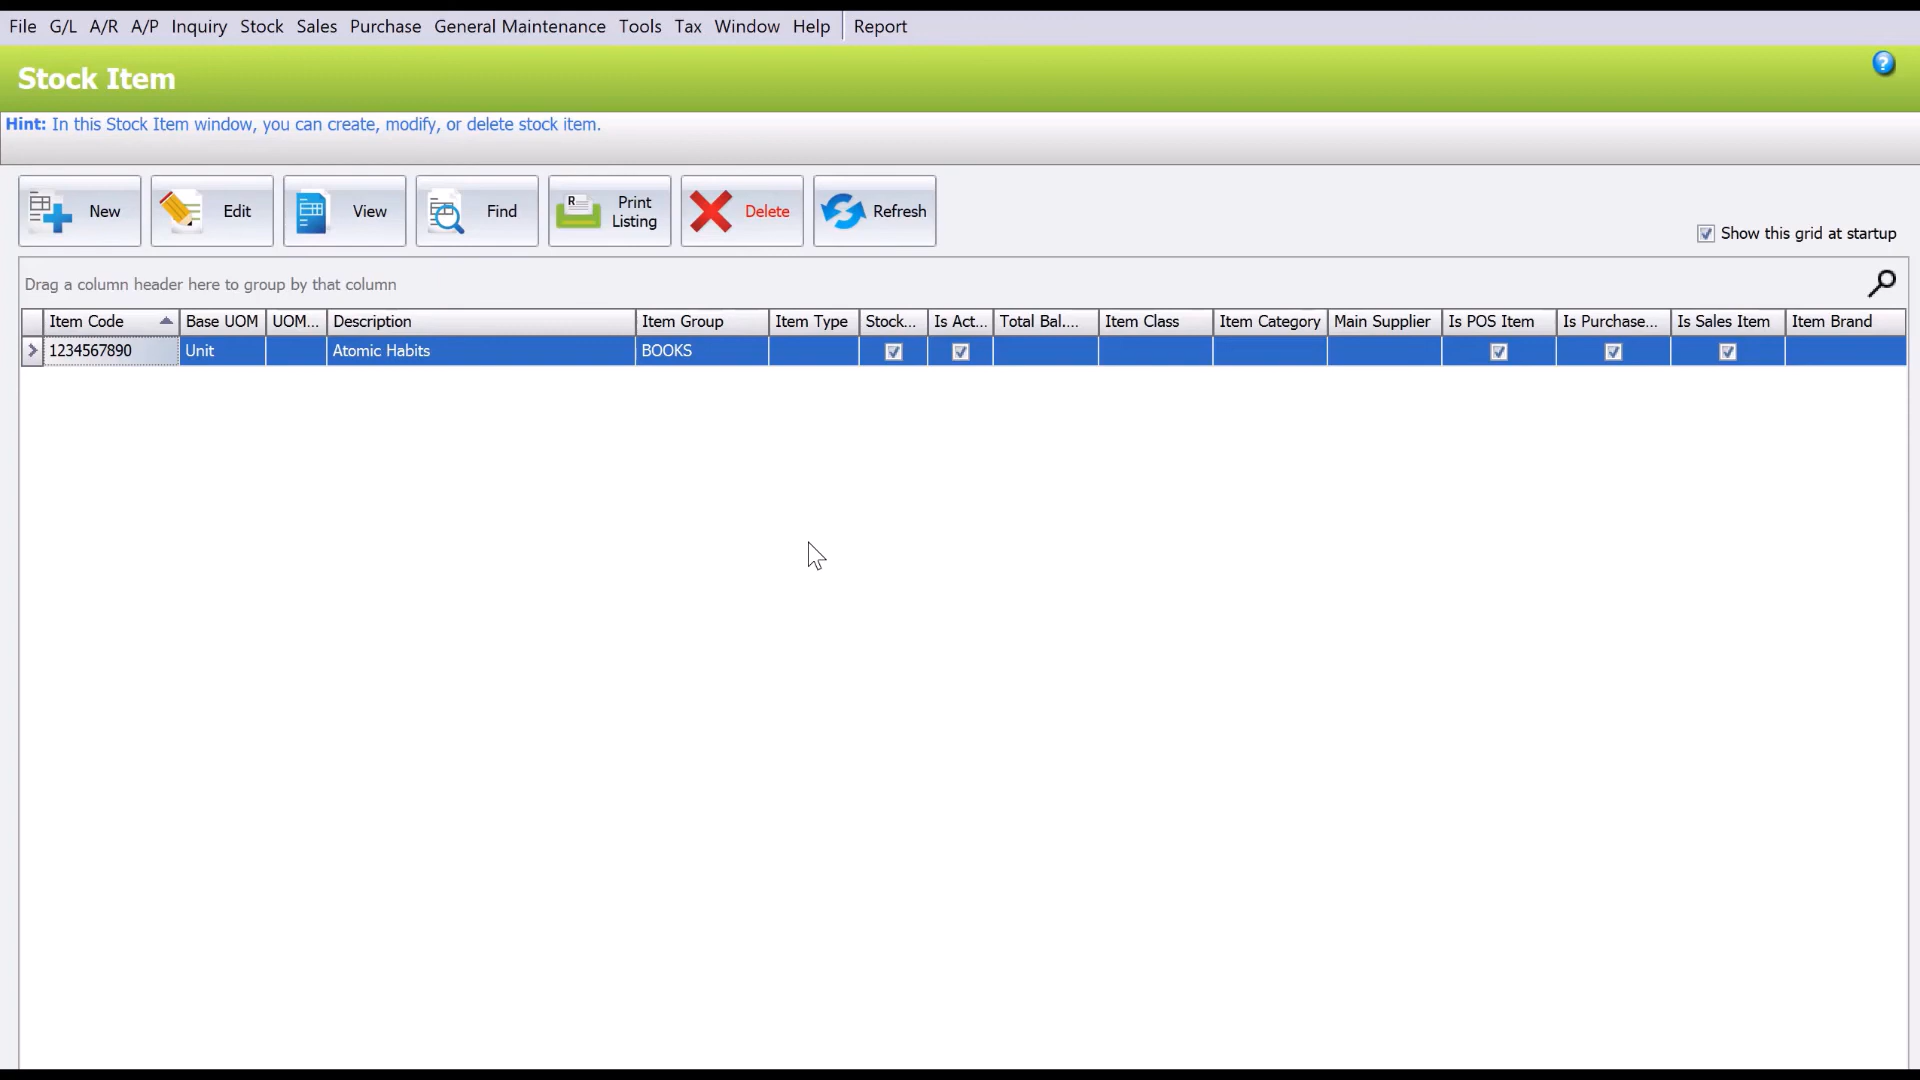 File G/L A/R A/P Inquiry Stock Sales Purchase General Maintenance Tools Tax Window Help Report
Stock Item
?
Hint: In this Stock Item window, you can create, modify, or delete stock item.
New Edit View Find Print Listing Delete Refresh
Show this grid at startup
Drag a column header here to group by that column
Item Code Base UOM UOM... Description Item Group Item Type Stock... Is Act... Total Bal.... Item Class Item Category Main Supplier Is POS Item Is Purchase... Is Sales Item Item Brand
1234567890 Unit Atomic Habits BOOKS